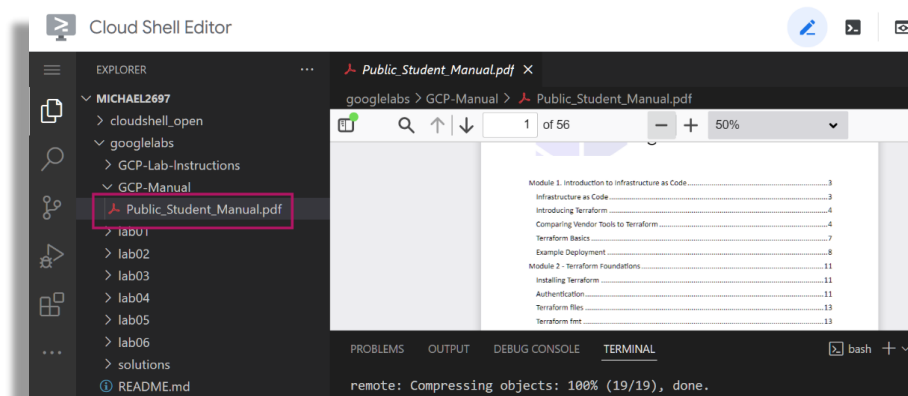 Cloud Shell Editor
EXPLORER
MICHAEL2697
cloudshell_open
googlelabs
GCP-Lab-Instructions
GCP-Manual
Public_Student_Manual.pdf
lab01
lab02
lab03
lab04
lab05
lab06
solutions
README.md
Public_Student_Manual.pdf
googlelabs > GCP-Manual > Public_Student_Manual.pdf
1 of 56 50%
Module 1. Introduction to Infrastructure as Code 3
Infrastructure as Code 3
Introducing Terraform 4
Comparing Vendor Tools to Terraform 4
Terraform Basics 7
Example Deployment 8
Module 2 - Terraform Foundations 11
Installing Terraform 11
Authentication 11
Terraform files 13
Terraform fmt 13
PROBLEMS OUTPUT DEBUG CONSOLE TERMINAL bash
remote: Compressing objects: 100% (19/19), done.